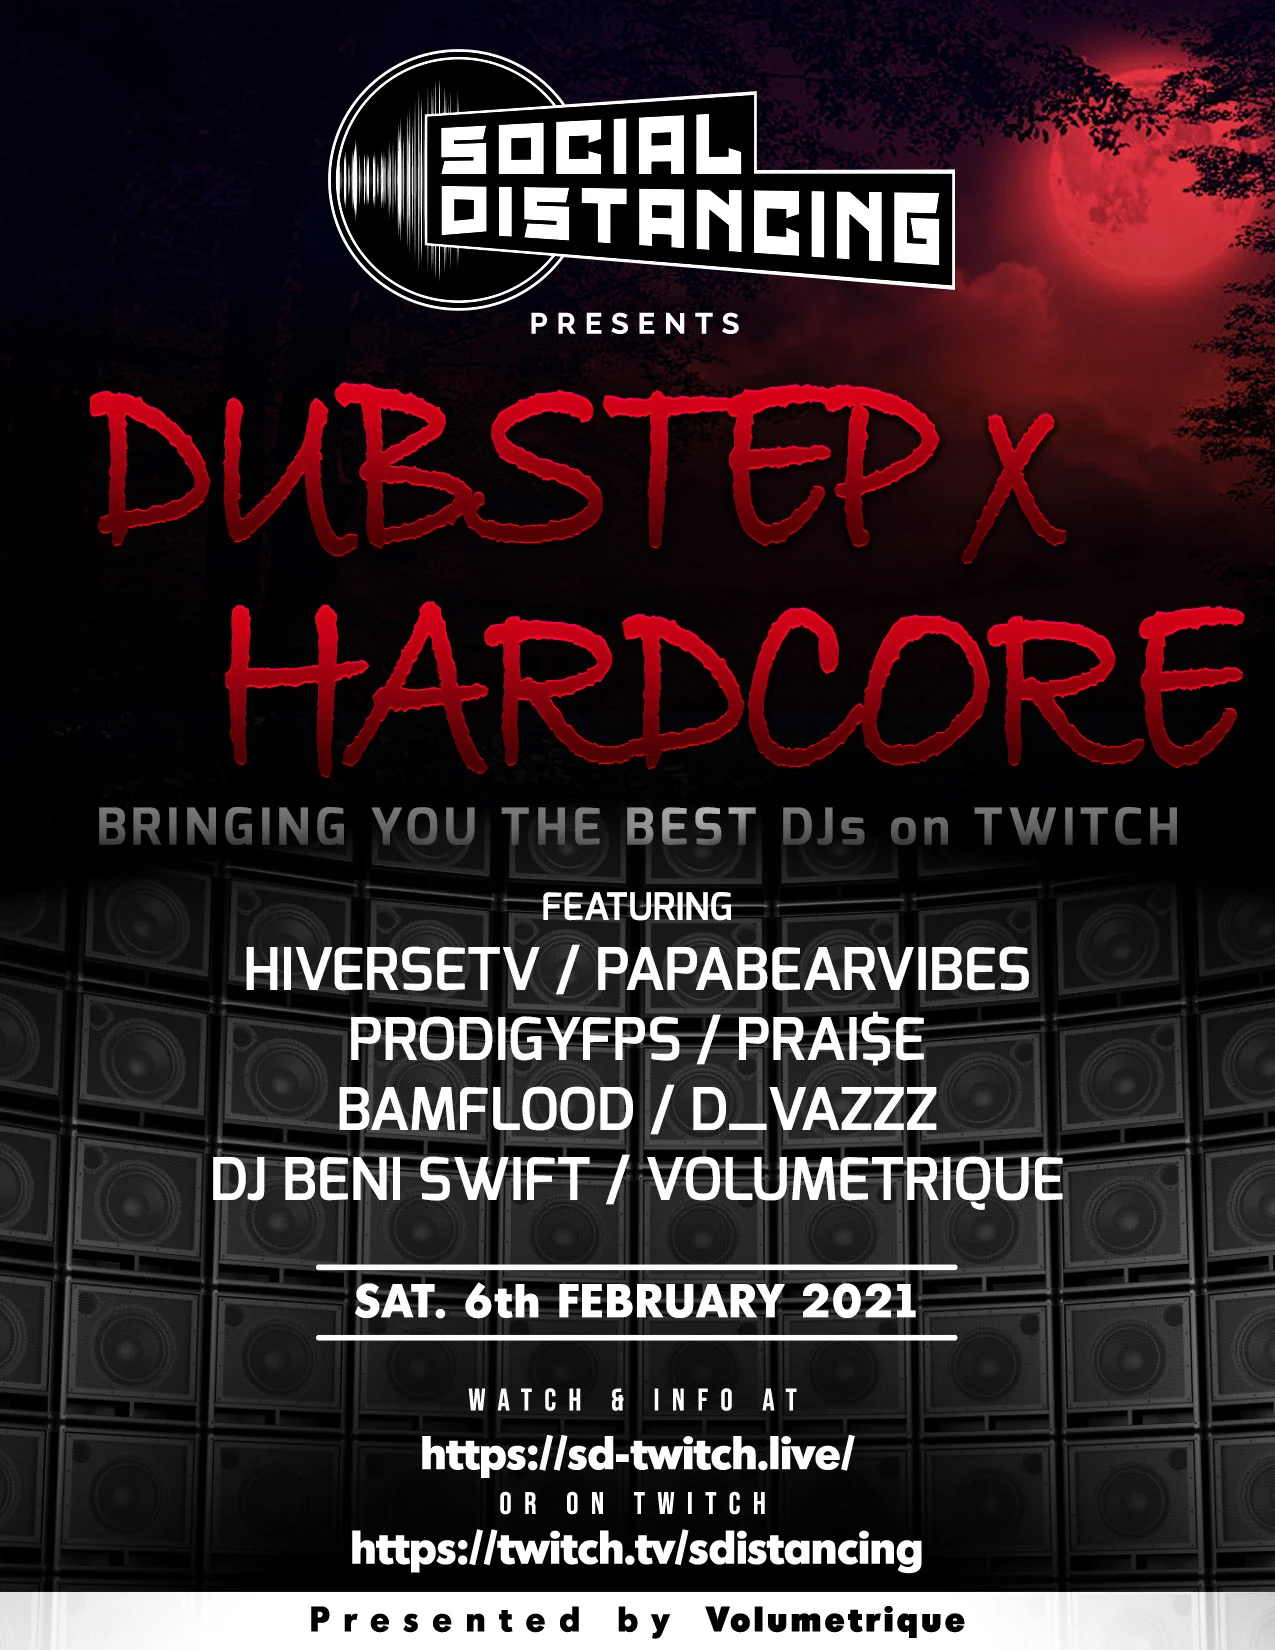 SOCIAL
DISTANCING
PRESENTS
DUBSTEP X
HARDCORE
BRINGING YOU THE BEST DJs on TWITCH
FEATURING
HIVERSETV / PAPABEARVIBES
PRODIGYFPS / PRAI$E
BAMFLOOD / D_VAZZZ
DJ BENI SWIFT / VOLUMETRIQUE
SAT. 6th FEBRUARY 2021
WATCH & INFO AT
https://sd-twitch.live/
OR ON TWITCH
https://twitch.tv/sdistancing
Presented by Volumetrique